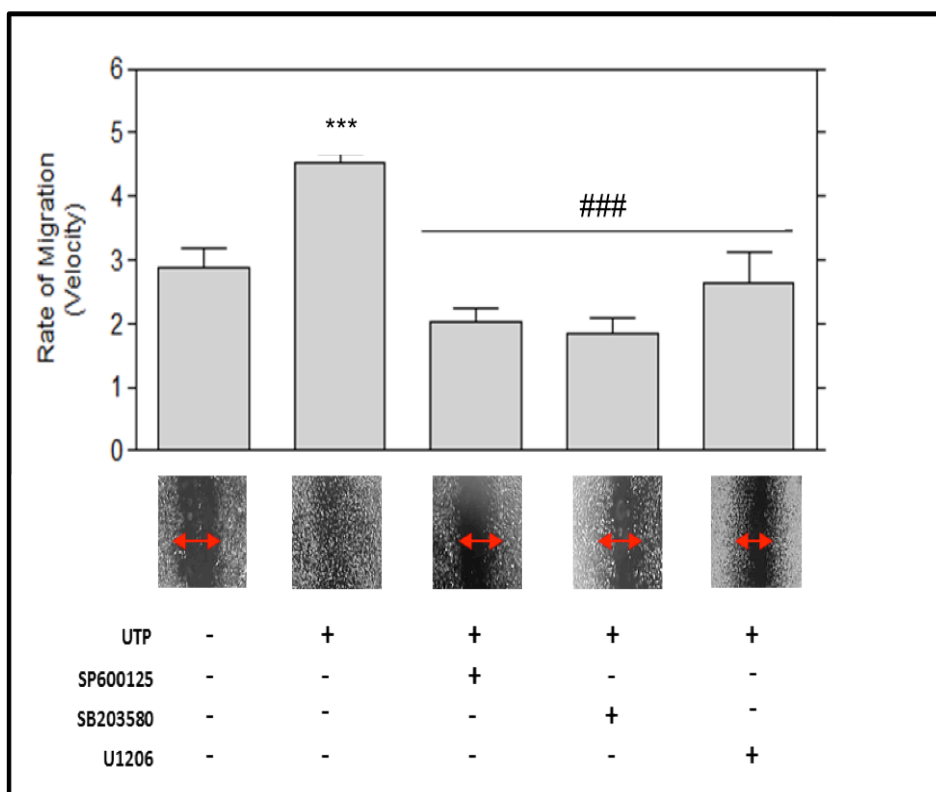 6
5
4
3
2
1
0
Rate of Migration
(Velocity)
***
###
UTP - + + + +
SP600125 - - + - -
SB203580 - - - + -
U1206 - - - - +